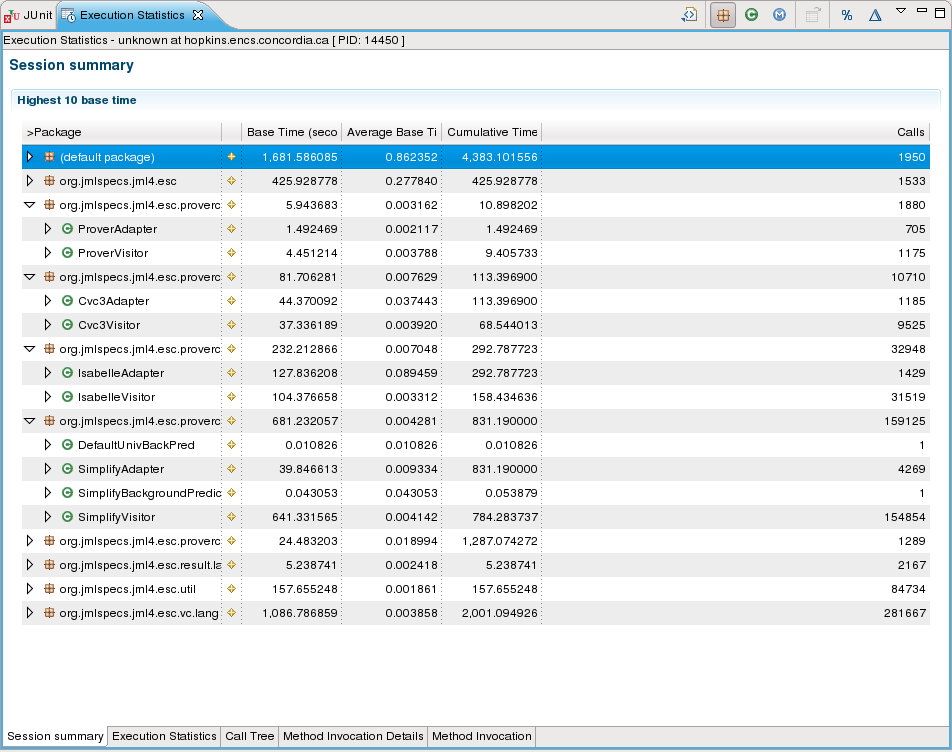 JUnit Execution Statistics
Execution Statistics - unknown at hopkins.encs.concordia.ca [ PID: 14450 ]
Session summary
Highest 10 base time
>Package Base Time (seco Average Base Ti Cumulative Time Calls
(default package) 1,681.586085 0.862352 4,383.101556 1950
org.jmlspecs.jml4.esc 425.928778 0.277840 425.928778 1533
org.jmlspecs.jml4.esc.proverc 5.943683 0.003162 10.898202 1880
ProverAdapter 1.492469 0.002117 1.492469 705
ProverVisitor 4.451214 0.003788 9.405733 1175
org.jmlspecs.jml4.esc.proverc 81.706281 0.007629 113.396900 10710
Cvc3Adapter 44.370092 0.037443 113.396900 1185
Cvc3Visitor 37.336189 0.003920 68.544013 9525
org.jmlspecs.jml4.esc.proverc 232.212866 0.007048 292.787723 32948
IsabelleAdapter 127.836208 0.089459 292.787723 1429
IsabelleVisitor 104.376658 0.003312 158.434636 31519
org.jmlspecs.jml4.esc.proverc 681.232057 0.004281 831.190000 159125
DefaultUnivBackPred 0.010826 0.010826 0.010826 1
SimplifyAdapter 39.846613 0.009334 831.190000 4269
SimplifyBackgroundPredic 0.043053 0.043053 0.053879 1
SimplifyVisitor 641.331565 0.004142 784.283737 154854
org.jmlspecs.jml4.esc.proverc 24.483203 0.018994 1,287.074272 1289
org.jmlspecs.jml4.esc.result.la 5.238741 0.002418 5.238741 2167
org.jmlspecs.jml4.esc.util 157.655248 0.001861 157.655248 84734
org.jmlspecs.jml4.esc.vc.lang 1,086.786859 0.003858 2,001.094926 281667
Session summary Execution Statistics Call Tree Method Invocation Details Method Invocation